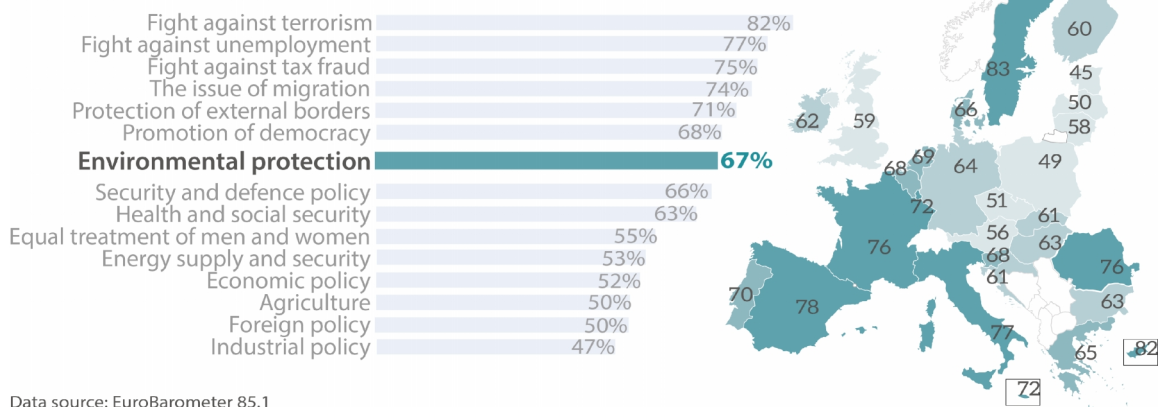 Fight against terrorism 82%
Fight against unemployment 77%
Fight against tax fraud 75%
The issue of migration 74%
Protection of external borders 71%
Promotion of democracy 68%
Environmental protection 67%
Security and defence policy 66%
Health and social security 63%
Equal treatment of men and women 55%
Energy supply and security 53%
Economic policy 52%
Agriculture 50%
Foreign policy 50%
Industrial policy 47%
Data source: EuroBarometer 85.1
60
83
45
66
50
62
59
58
69
68
64
49
72
51
61
56
63
76
68
76
61
70
78
63
77
65
82
72